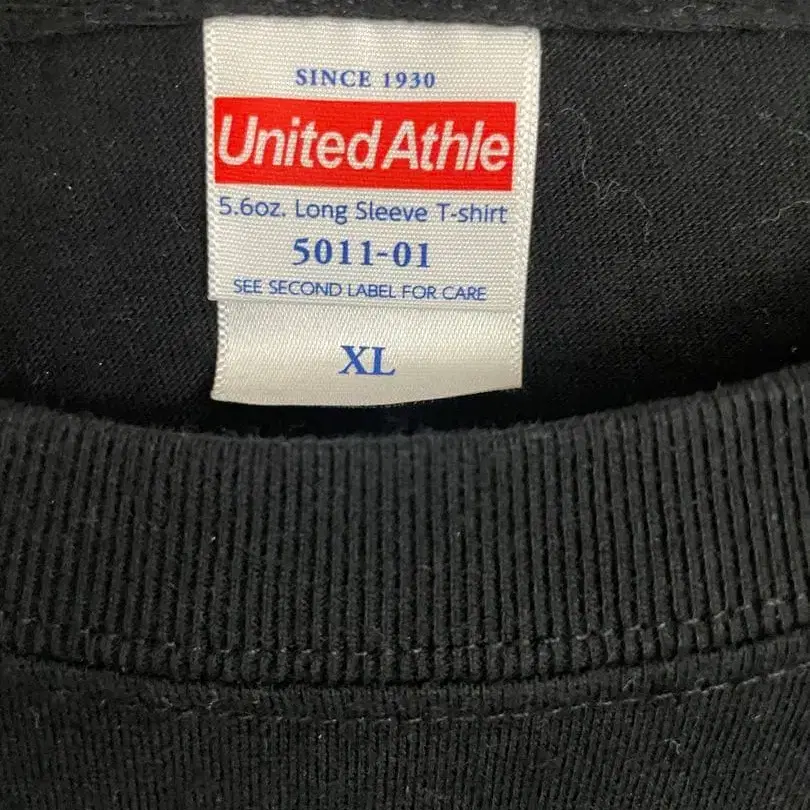 SINCE 1930
United Athle
5.6oz. Long Sleeve T-shirt
5011-01
SEE SECOND LABEL FOR CARE
XL